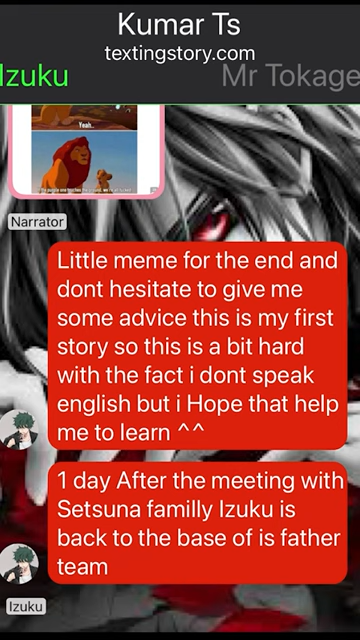 Kumar Ts
textingstory.com
Izuku
Mr Tokage
Yeah..
Narrator
Little meme for the end and
dont hesitate to give me
some advice this is my first
story so this is a bit hard
with the fact i dont speak
english but i Hope that help
me to learn ^^
1 day After the meeting with
Setsuna familly Izuku is
back to the base of is father
team
Izuku